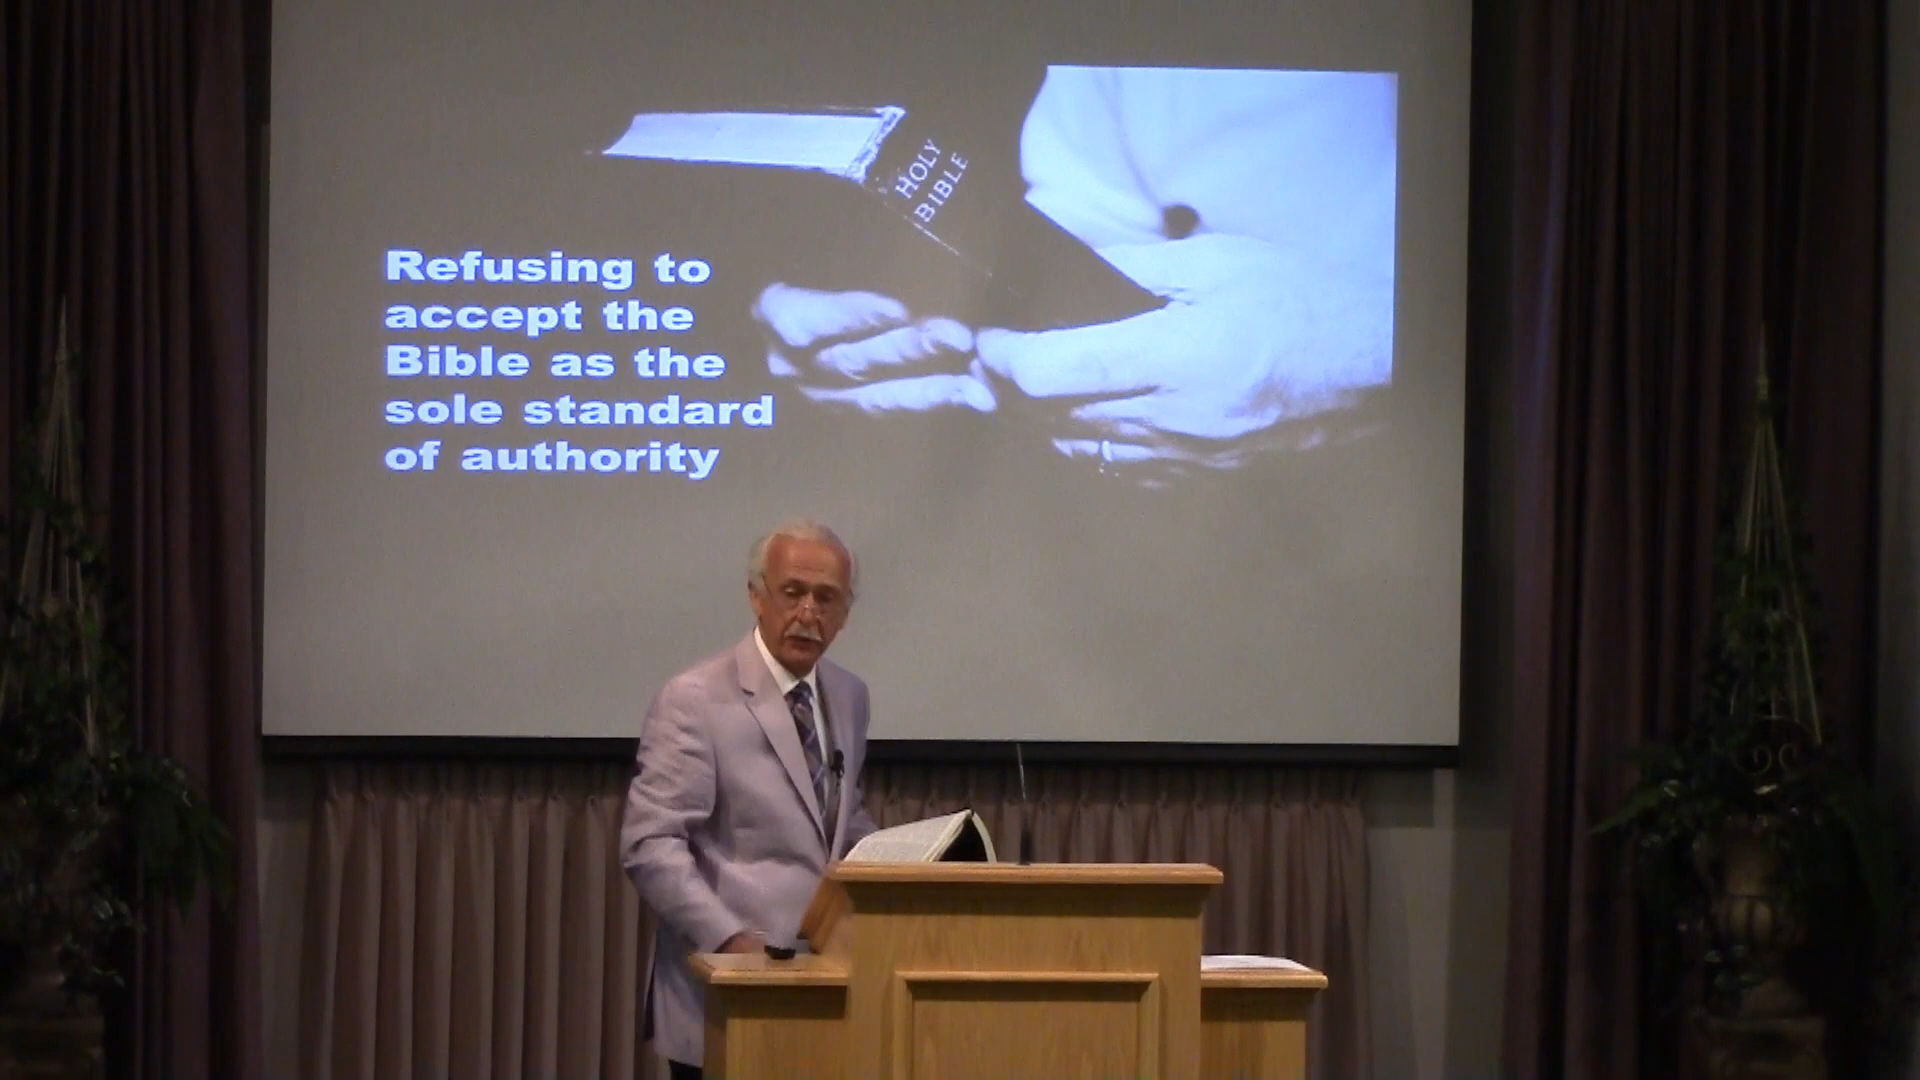 HOLY
BIBLE
Refusing to
accept the
Bible as the
sole standard
of authority